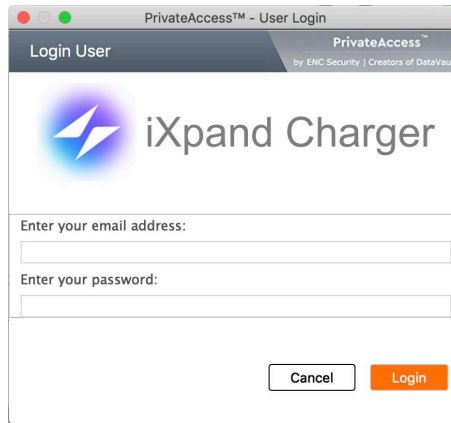 PrivateAccess™ - User Login
Login User
PrivateAccess™
by ENC Security | Creators of DataVau
iXpand Charger
Enter your email address:
Enter your password:
Cancel
Login